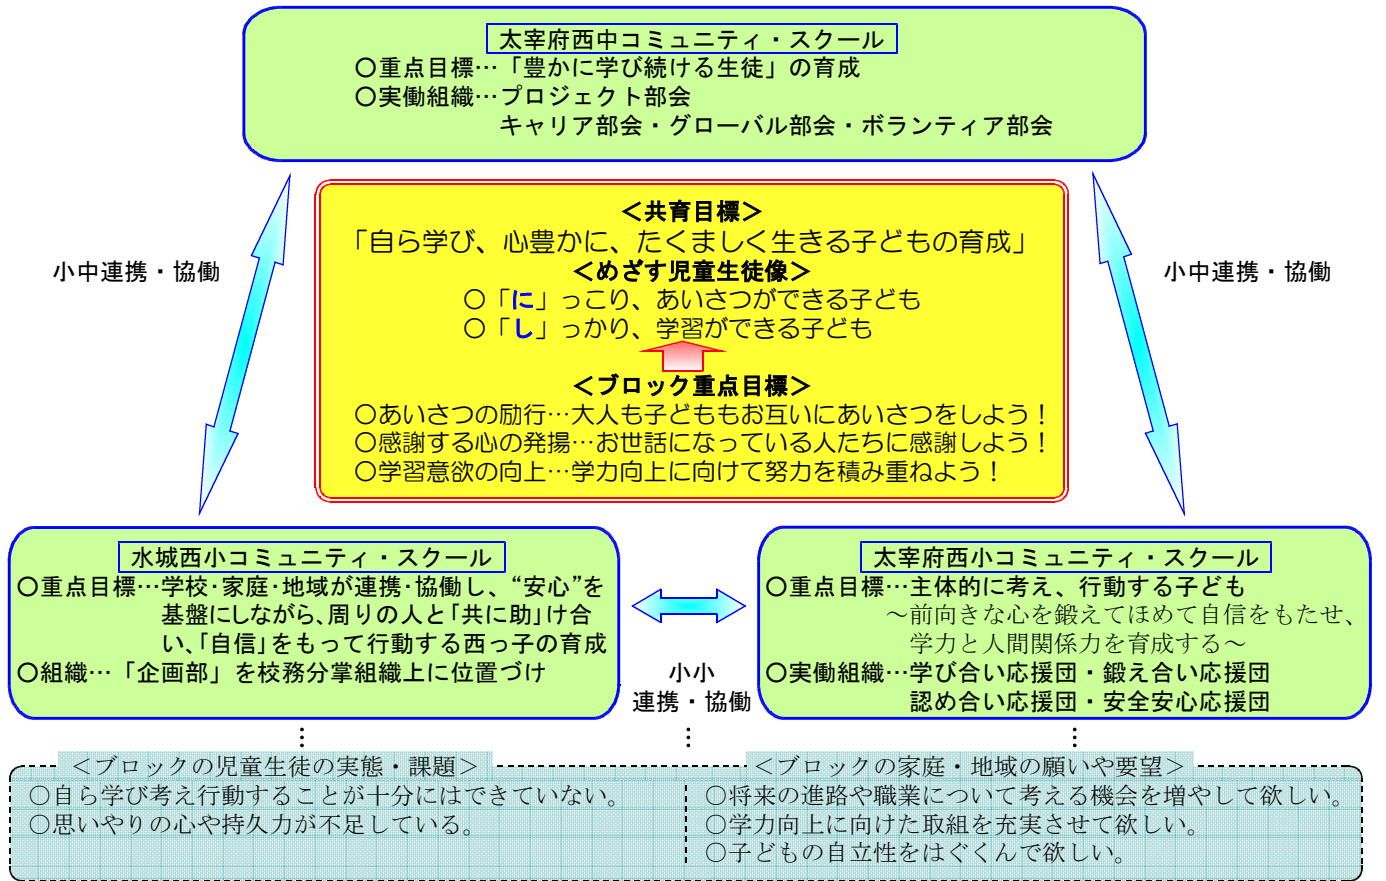 太宰府西中コミュニティ・スクール
〇重点目標…「豊かに学び続ける生徒」の育成
〇実働組織…プロジェクト部会
キャリア部会・グローバル部会・ボランティア部会
小中連携・協働
＜共育目標＞
「自ら学び、心豊かに、たくましく生きる子どもの育成」
＜めざす児童生徒像＞
〇「に」っこり、あいさつができる子ども
〇「し」っかり、学習ができる子ども
＜ブロック重点目標＞
〇あいさつの励行…大人も子どももお互いにあいさつをしよう！
〇感謝する心の発揚…お世話になっている人たちに感謝しよう！
〇学習意欲の向上…学力向上に向けて努力を積み重ねよう！
小中連携・協働
水城西小コミュニティ・スクール
〇重点目標…学校・家庭・地域が連携・協働し、“安心”を
基盤にしながら、周りの人と「共に助」け合
い、「自信」をもって行動する西っ子の育成
〇組織…「企画部」を校務分掌組織上に位置づけ
小小
連携・協働
太宰府西小コミュニティ・スクール
〇重点目標…主体的に考え、行動する子ども
～前向きな心を鍛えてほめて自信をもたせ、
学力と人間関係力を育成する～
〇実働組織…学び合い応援団・鍛え合い応援団
認め合い応援団・安全安心応援団
＜ブロックの児童生徒の実態・課題＞
〇自ら学び考え行動することが十分にはできていない。
〇思いやりの心や持久力が不足している。
＜ブロックの家庭・地域の願いや要望＞
〇将来の進路や職業について考える機会を増やして欲しい。
〇学力向上に向けた取組を充実させて欲しい。
〇子どもの自立性をはぐくんで欲しい。